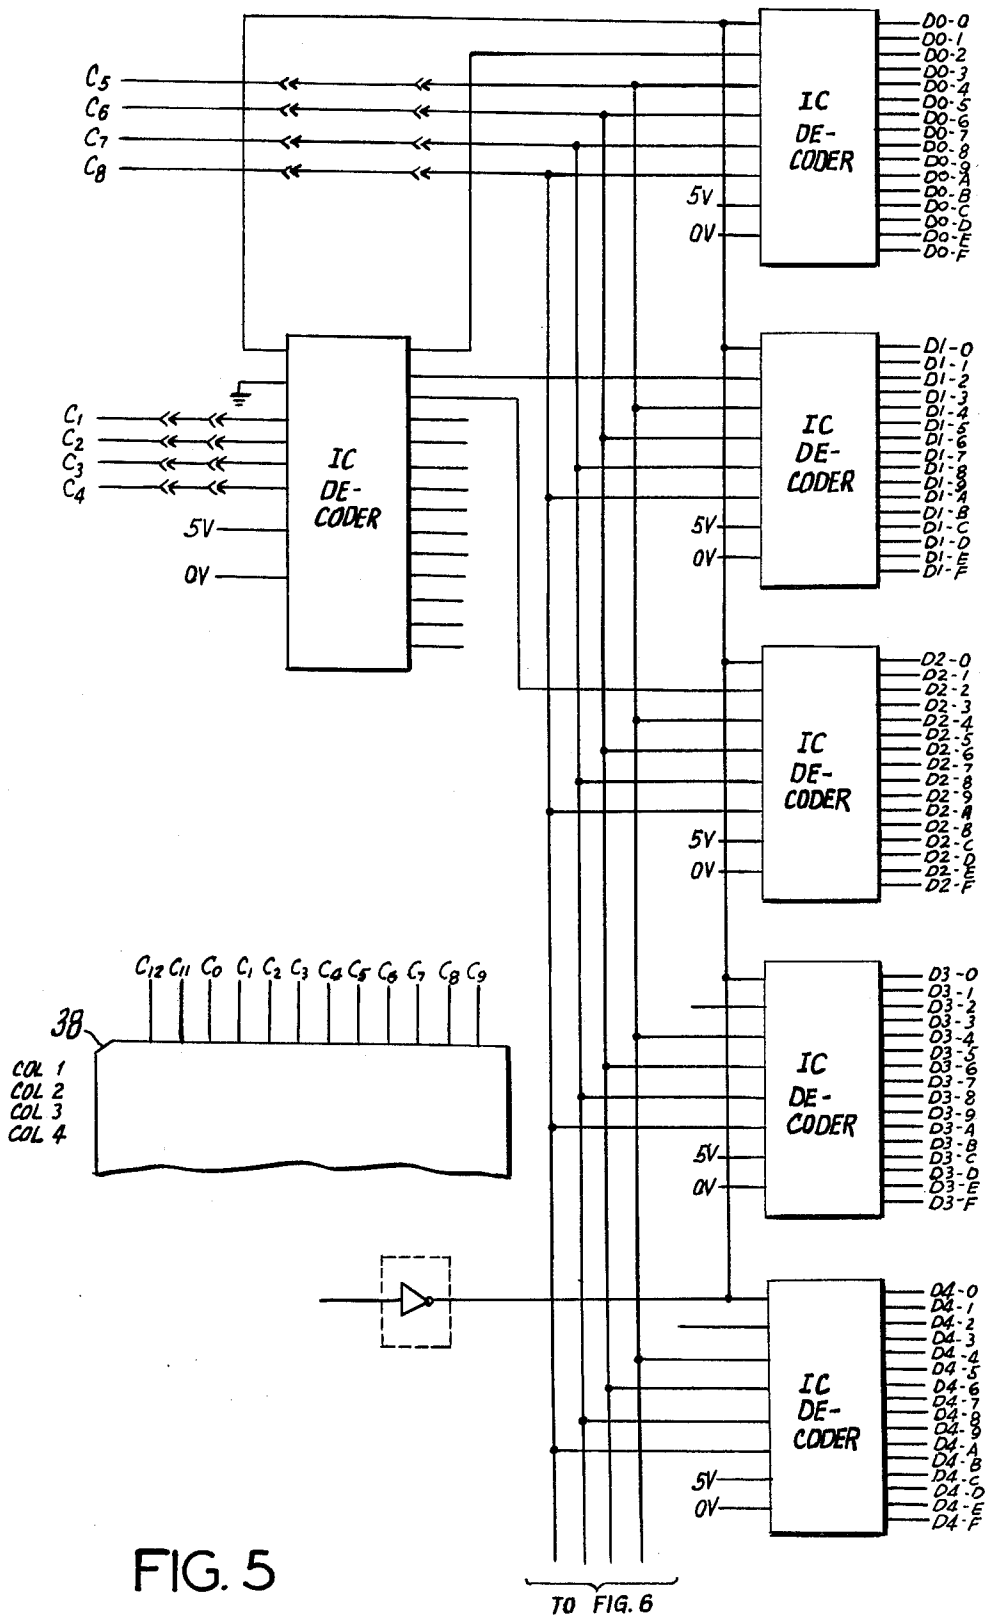 D0-0
D0-1
D0-2
D0-3
D0-4
D0-5
D0-6
D0-7
D0-8
D0-9
D0-A
D0-B
D0-C
D0-D
D0-E
D0-F
C5
C6
C7
C8
IC
DE-
CODER
5V
0V
D1-0
D1-1
D1-2
D1-3
D1-4
D1-5
D1-6
D1-7
D1-8
D1-9
D1-A
D1-B
D1-C
D1-D
D1-E
D1-F
IC
DE-
CODER
5V
0V
C1
C2
C3
C4
5V
0V
IC
DE-
CODER
D2-0
D2-1
D2-2
D2-3
D2-4
D2-5
D2-6
D2-7
D2-8
D2-9
D2-A
D2-B
D2-C
D2-D
D2-E
D2-F
IC
DE-
CODER
5V
0V
C12 C11 C0 C1 C2 C3 C4 C5 C6 C7 C8 C9
38
COL 1
COL 2
COL 3
COL 4
D3-0
D3-1
D3-2
D3-3
D3-4
D3-5
D3-6
D3-7
D3-8
D3-9
D3-A
D3-B
D3-C
D3-D
D3-E
D3-F
IC
DE-
CODER
5V
0V
D4-0
D4-1
D4-2
D4-3
D4-4
D4-5
D4-6
D4-7
D4-8
D4-9
D4-A
D4-B
D4-C
D4-D
D4-E
D4-F
IC
DE-
CODER
5V
0V
FIG. 5
TO FIG. 6